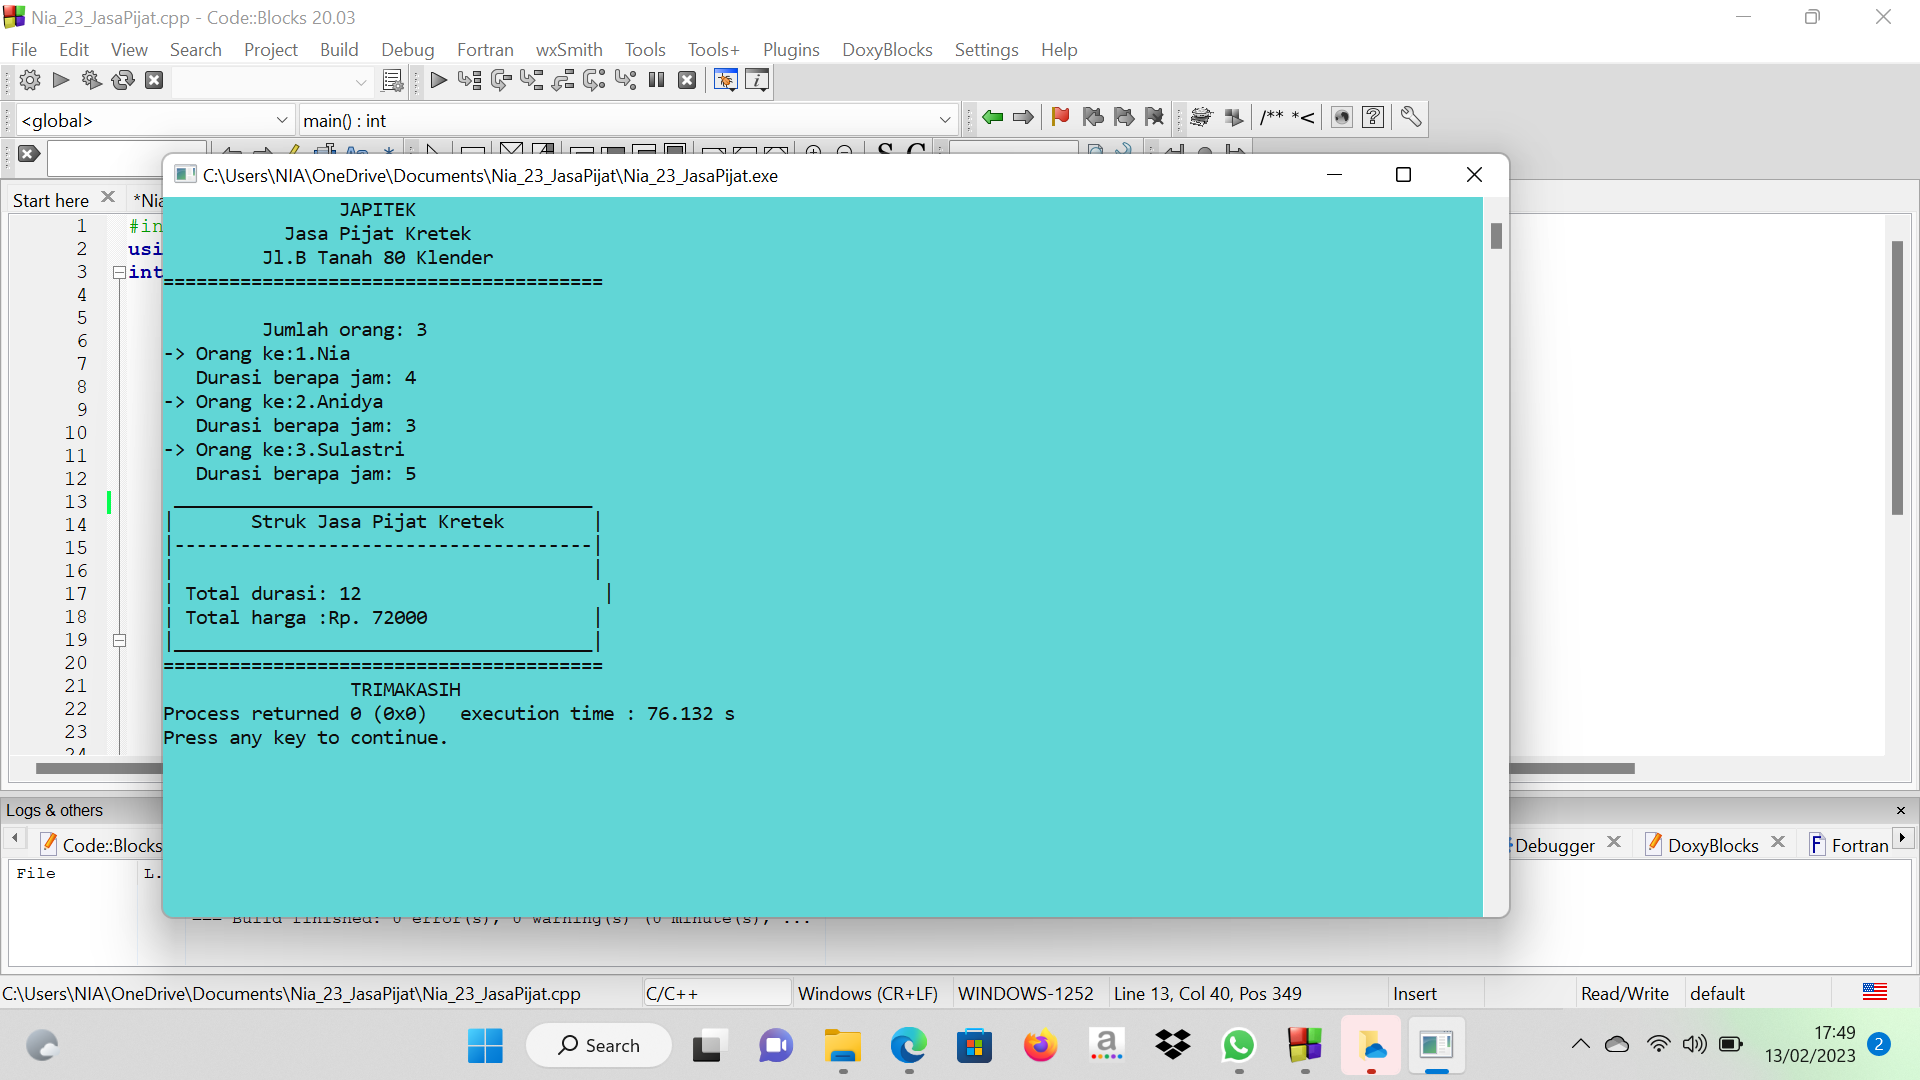 Nia_23_JasaPijat.cpp - Code::Blocks 20.03
File Edit View Search Project Build Debug Fortran wxSmith Tools Tools+ Plugins DoxyBlocks Settings Help
<global> main() : int /** *<
C:\Users\NIA\OneDrive\Documents\Nia_23_JasaPijat\Nia_23_JasaPijat.exe
Start here *Nia
1 #in
2 usi
3 int
4
5
6
7
8
9
10
11
12
13
14
15
16
17
18
19
20
21
22
23
24
JAPITEK
Jasa Pijat Kretek
Jl.B Tanah 80 Klender
========================================
Jumlah orang: 3
-> Orang ke:1.Nia
Durasi berapa jam: 4
-> Orang ke:2.Anidya
Durasi berapa jam: 3
-> Orang ke:3.Sulastri
Durasi berapa jam: 5
______________________________________
| Struk Jasa Pijat Kretek |
|--------------------------------------|
| |
| Total durasi: 12 |
| Total harga :Rp. 72000 |
|______________________________________|
========================================
TRIMAKASIH
Process returned 0 (0x0) execution time : 76.132 s
Press any key to continue.
Logs & others
Code::Blocks Debugger DoxyBlocks Fortran
File L.
=== Build finished: 0 error(s), 0 warning(s) (0 minute(s), ...
C:\Users\NIA\OneDrive\Documents\Nia_23_JasaPijat\Nia_23_JasaPijat.cpp C/C++ Windows (CR+LF) WINDOWS-1252 Line 13, Col 40, Pos 349 Insert Read/Write default
Search
17:49
13/02/2023 2